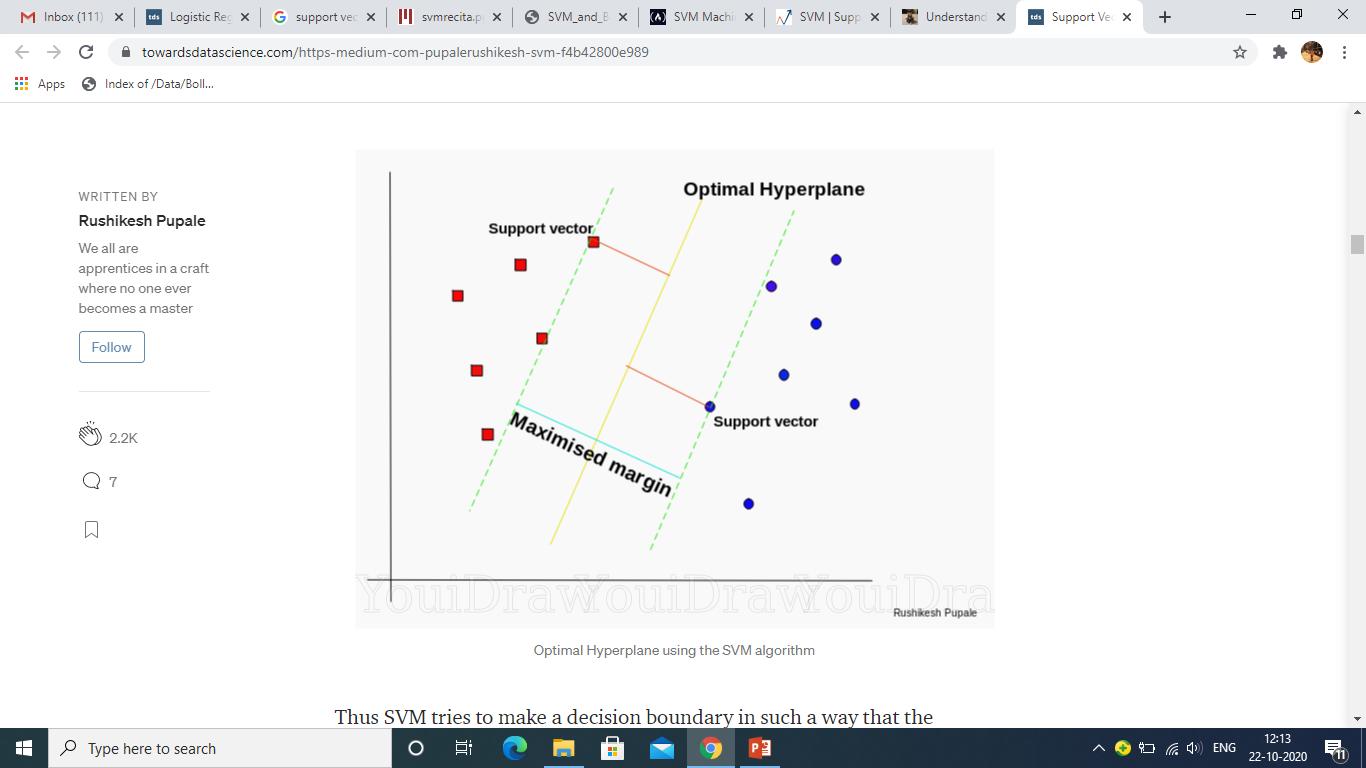 Inbox (111)
Logistic Reg
support vec
svmrecita.p
SVM_and_B
SVM Machi
SVM | Supp
Understand
Support Vec
towardsdatascience.com/https-medium-com-pupalerushikesh-svm-f4b42800e989
Apps
Index of /Data/Boll...
WRITTEN BY
Rushikesh Pupale
We all are
apprentices in a craft
where no one ever
becomes a master
Follow
2.2K
7
Optimal Hyperplane
Support vector
Support vector
Maximised margin
YouiDraw YouiDraw YouiDra
Rushikesh Pupale
Optimal Hyperplane using the SVM algorithm
Thus SVM tries to make a decision boundary in such a way that the
Type here to search
ENG
12:13
22-10-2020
11